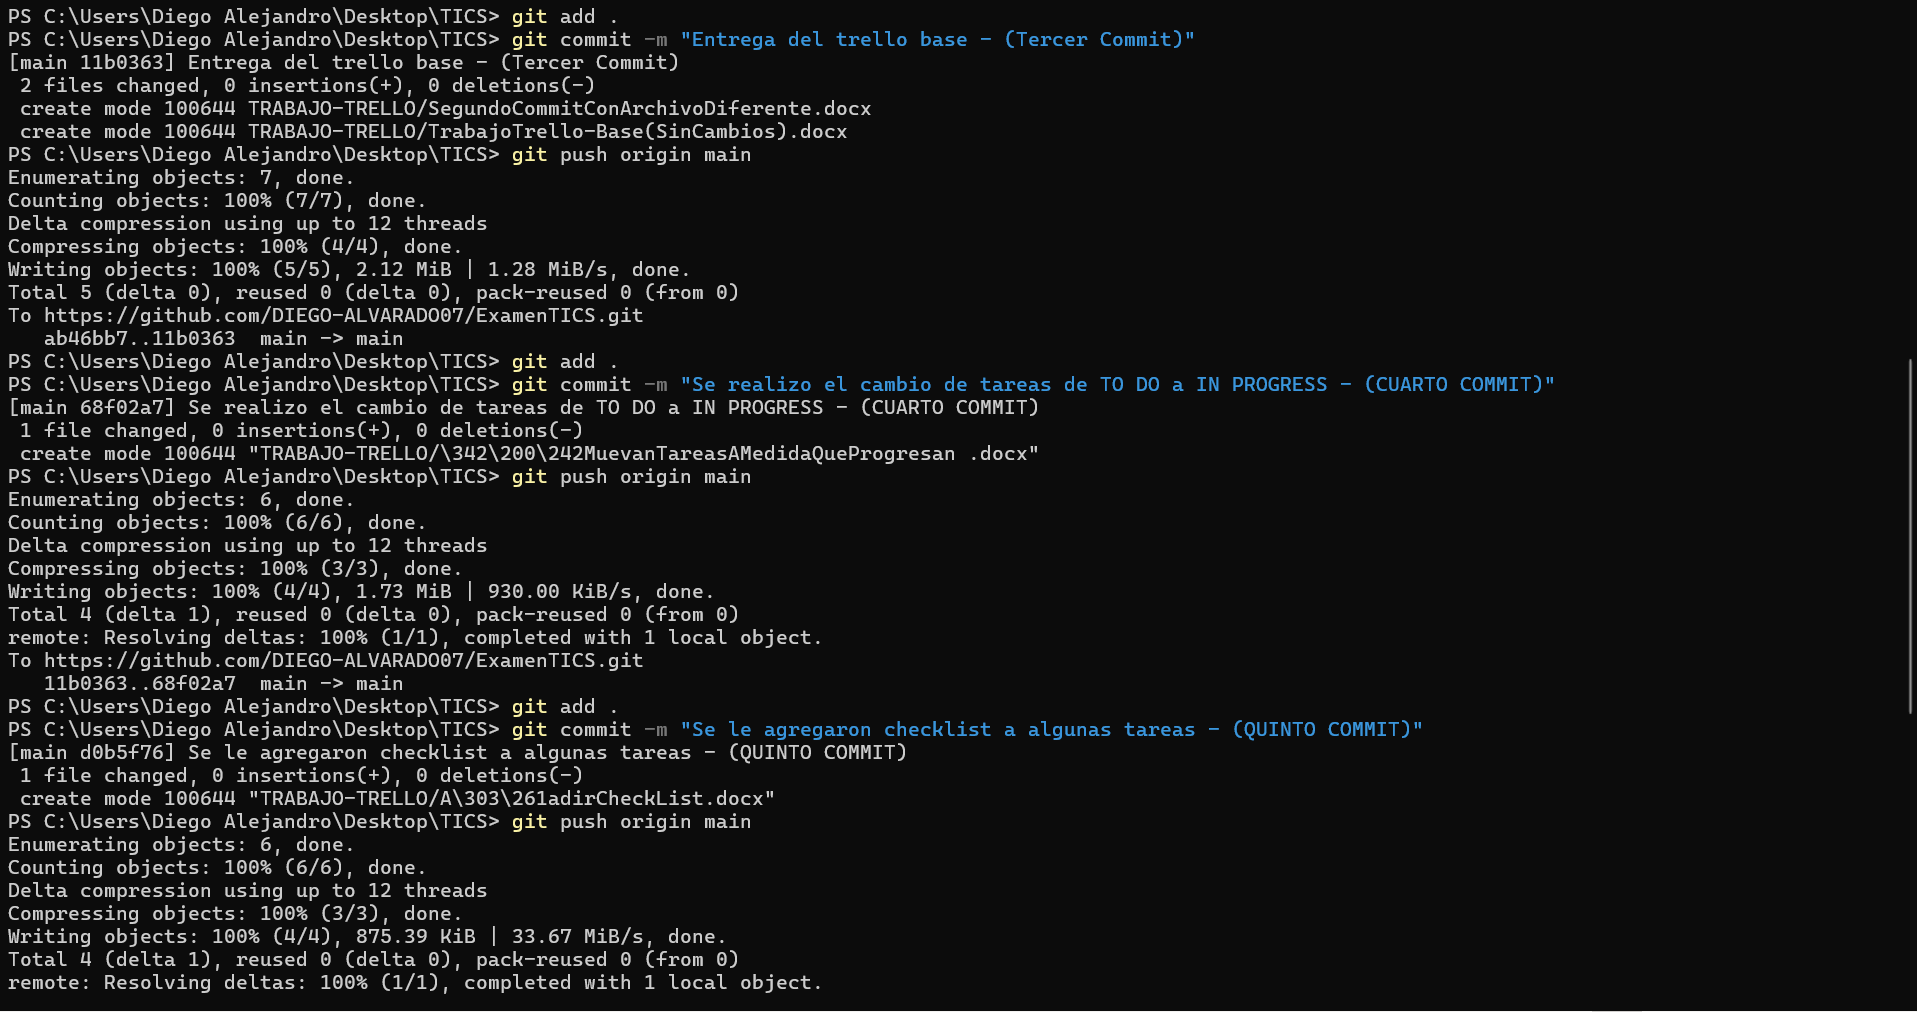 PS C:\Users\Diego Alejandro\Desktop\TICS> git add .
PS C:\Users\Diego Alejandro\Desktop\TICS> git commit -m "Entrega del trello base - (Tercer Commit)"
[main 11b0363] Entrega del trello base - (Tercer Commit)
 2 files changed, 0 insertions(+), 0 deletions(-)
 create mode 100644 TRABAJO-TRELLO/SegundoCommitConArchivoDiferente.docx
 create mode 100644 TRABAJO-TRELLO/TrabajoTrello-Base(SinCambios).docx
PS C:\Users\Diego Alejandro\Desktop\TICS> git push origin main
Enumerating objects: 7, done.
Counting objects: 100% (7/7), done.
Delta compression using up to 12 threads
Compressing objects: 100% (4/4), done.
Writing objects: 100% (5/5), 2.12 MiB | 1.28 MiB/s, done.
Total 5 (delta 0), reused 0 (delta 0), pack-reused 0 (from 0)
To https://github.com/DIEGO-ALVARADO07/ExamenTICS.git
   ab46bb7..11b0363  main -> main
PS C:\Users\Diego Alejandro\Desktop\TICS> git add .
PS C:\Users\Diego Alejandro\Desktop\TICS> git commit -m "Se realizo el cambio de tareas de TO DO a IN PROGRESS - (CUARTO COMMIT)"
[main 68f02a7] Se realizo el cambio de tareas de TO DO a IN PROGRESS - (CUARTO COMMIT)
 1 file changed, 0 insertions(+), 0 deletions(-)
 create mode 100644 "TRABAJO-TRELLO/\342\200\242MuevanTareasAMedidaQueProgresan .docx"
PS C:\Users\Diego Alejandro\Desktop\TICS> git push origin main
Enumerating objects: 6, done.
Counting objects: 100% (6/6), done.
Delta compression using up to 12 threads
Compressing objects: 100% (3/3), done.
Writing objects: 100% (4/4), 1.73 MiB | 930.00 KiB/s, done.
Total 4 (delta 1), reused 0 (delta 0), pack-reused 0 (from 0)
remote: Resolving deltas: 100% (1/1), completed with 1 local object.
To https://github.com/DIEGO-ALVARADO07/ExamenTICS.git
   11b0363..68f02a7  main -> main
PS C:\Users\Diego Alejandro\Desktop\TICS> git add .
PS C:\Users\Diego Alejandro\Desktop\TICS> git commit -m "Se le agregaron checklist a algunas tareas - (QUINTO COMMIT)"
[main d0b5f76] Se le agregaron checklist a algunas tareas - (QUINTO COMMIT)
 1 file changed, 0 insertions(+), 0 deletions(-)
 create mode 100644 "TRABAJO-TRELLO/A\303\261adirCheckList.docx"
PS C:\Users\Diego Alejandro\Desktop\TICS> git push origin main
Enumerating objects: 6, done.
Counting objects: 100% (6/6), done.
Delta compression using up to 12 threads
Compressing objects: 100% (3/3), done.
Writing objects: 100% (4/4), 875.39 KiB | 33.67 MiB/s, done.
Total 4 (delta 1), reused 0 (delta 0), pack-reused 0 (from 0)
remote: Resolving deltas: 100% (1/1), completed with 1 local object.